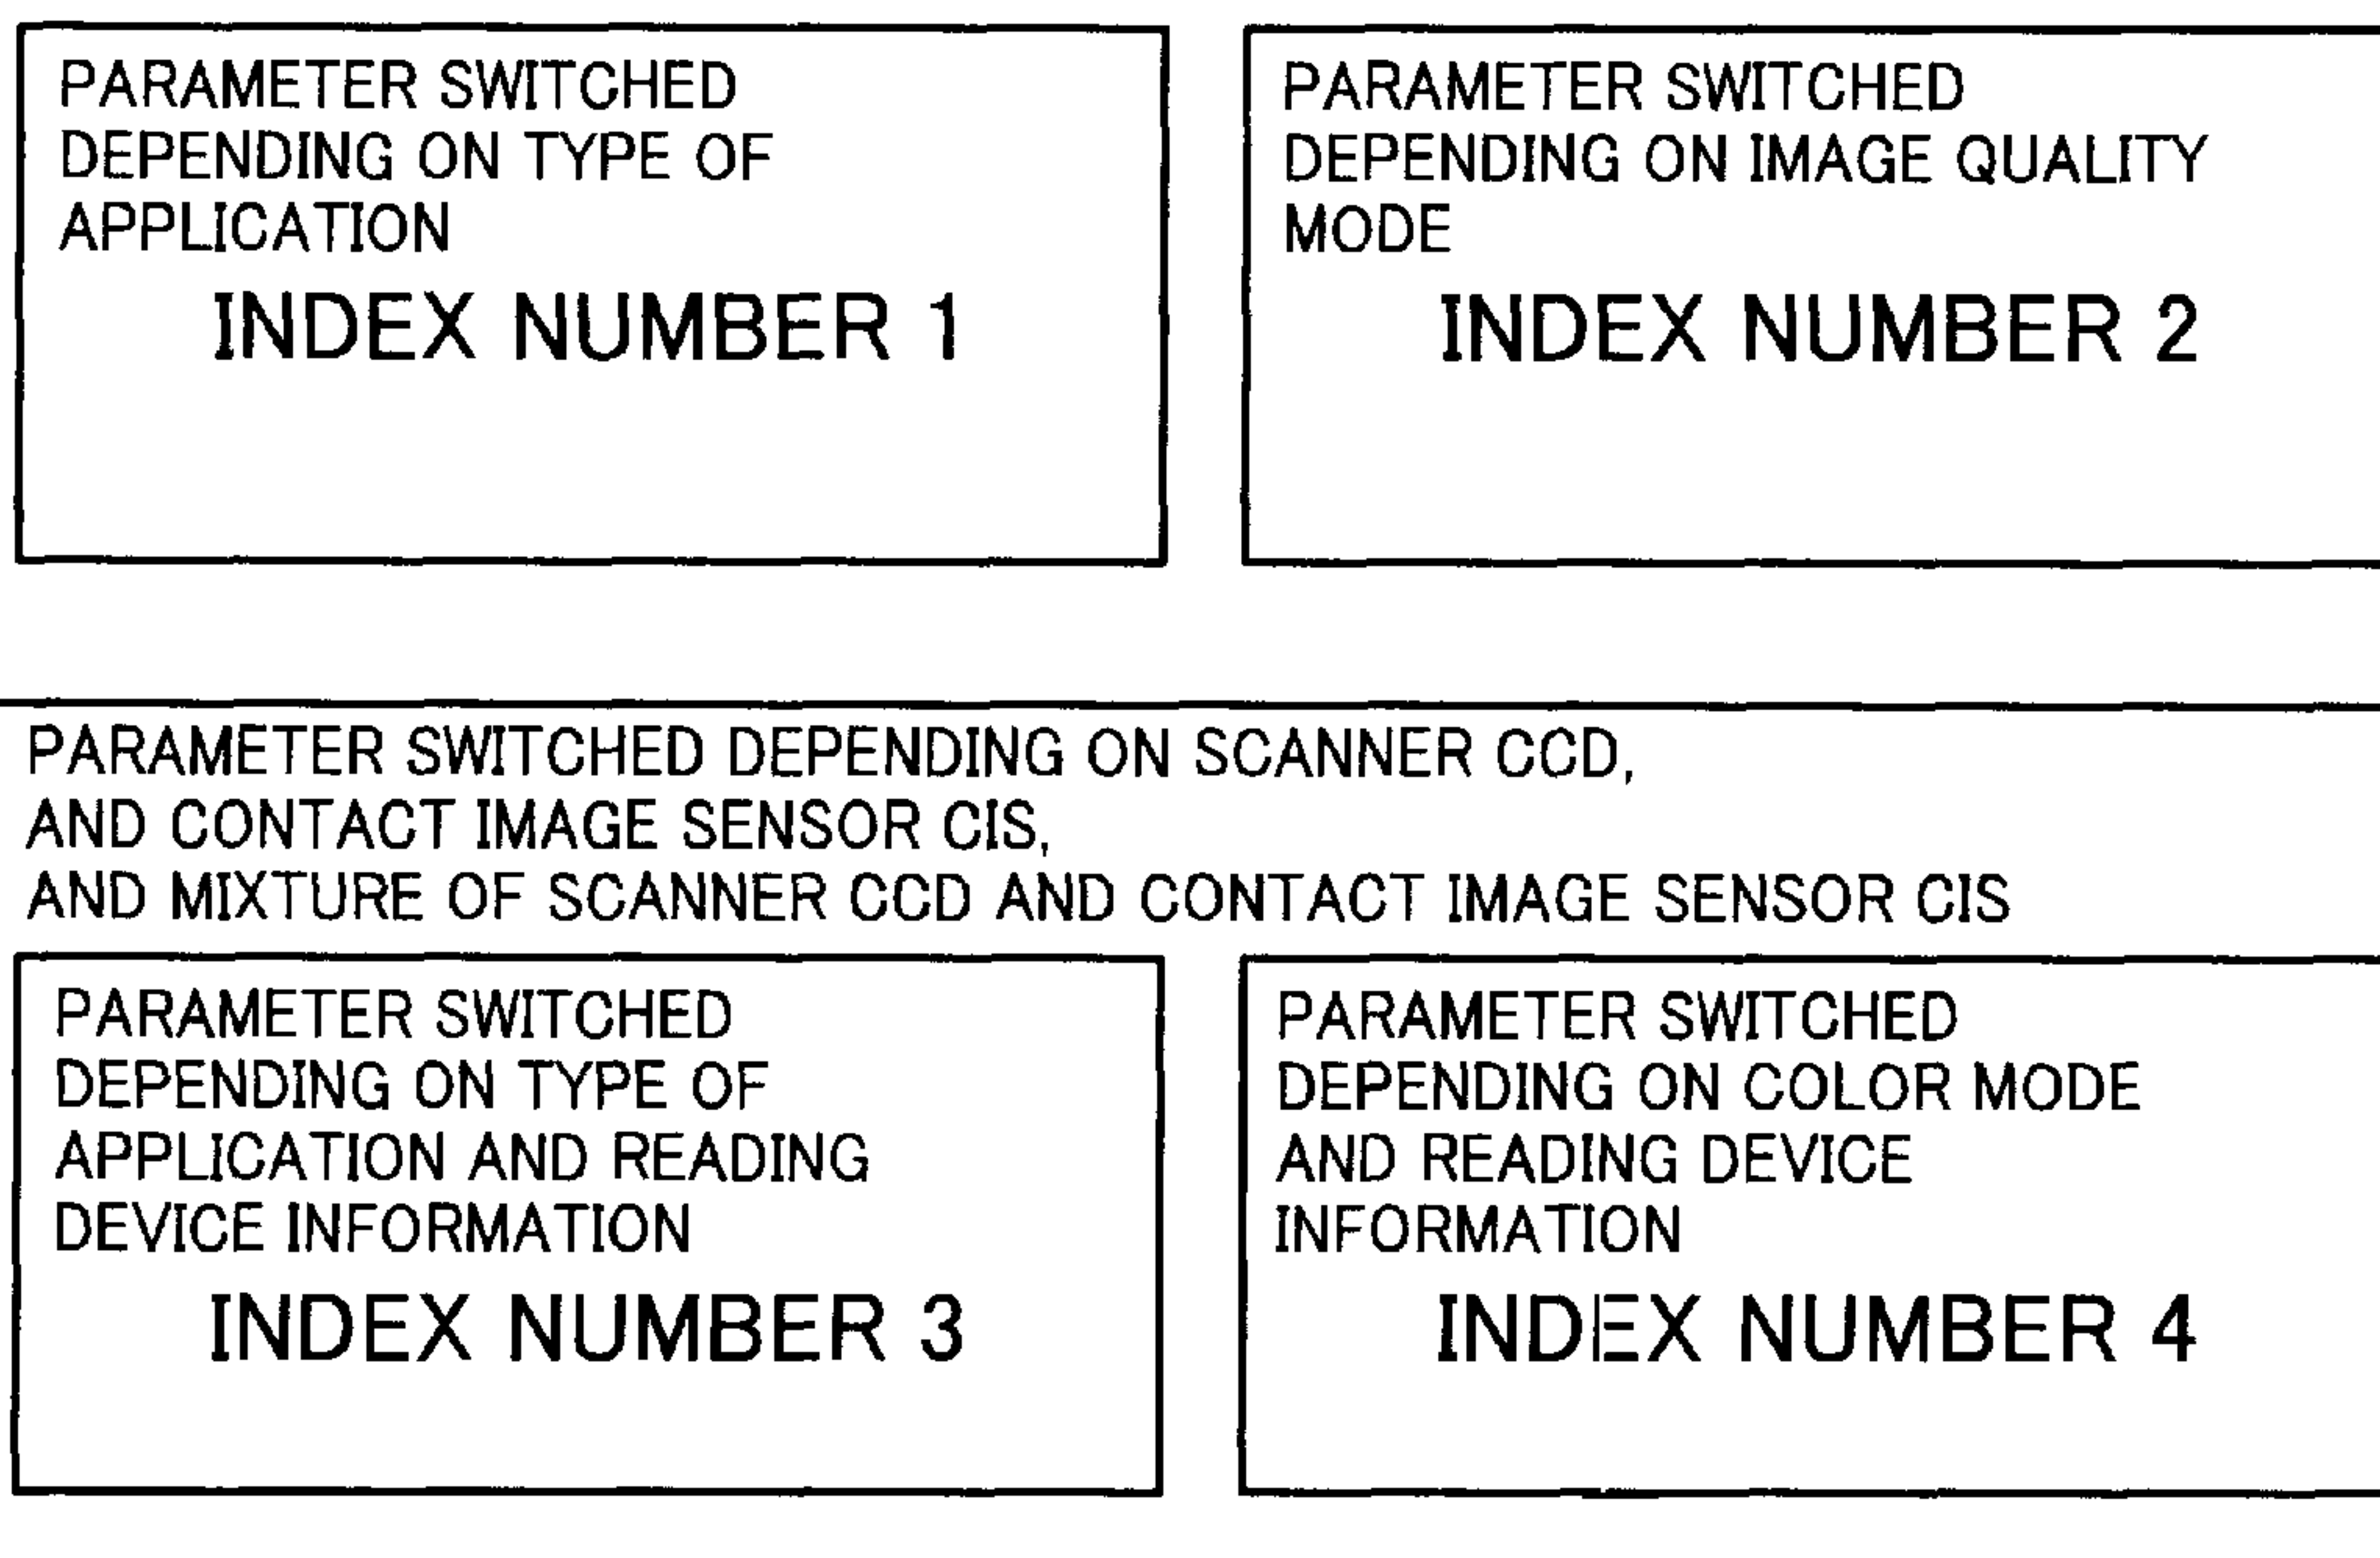 PARAMETER SWITCHED
DEPENDING ON TYPE OF
APPLICATION
INDEX NUMBER 1
PARAMETER SWITCHED
DEPENDING ON IMAGE QUALITY
MODE
INDEX NUMBER 2
PARAMETER SWITCHED DEPENDING ON SCANNER CCD,
AND CONTACT IMAGE SENSOR CIS,
AND MIXTURE OF SCANNER CCD AND CONTACT IMAGE SENSOR CIS
PARAMETER SWITCHED
DEPENDING ON TYPE OF
APPLICATION AND READING
DEVICE INFORMATION
INDEX NUMBER 3
PARAMETER SWITCHED
DEPENDING ON COLOR MODE
AND READING DEVICE
INFORMATION
INDEX NUMBER 4